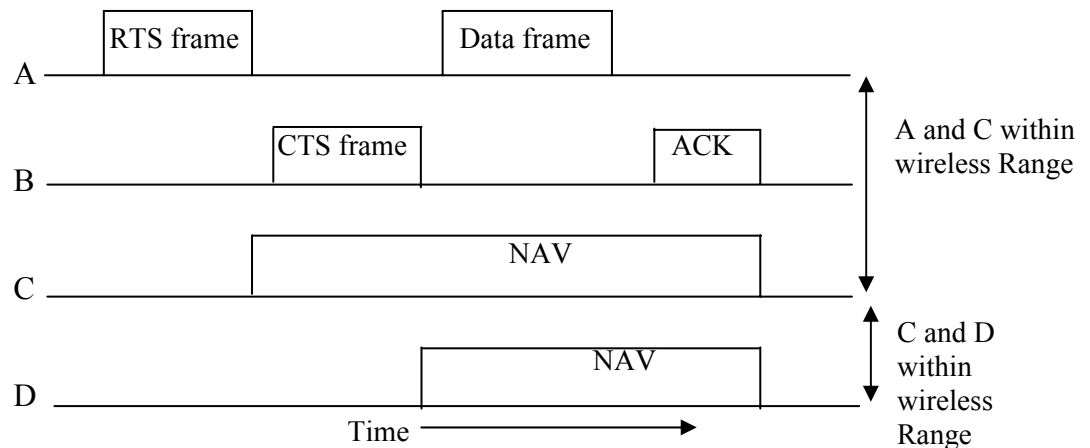 RTS frame
Data frame
A
A and C within
wireless Range
CTS frame
ACK
B
NAV
C
C and D
within
wireless
Range
NAV
D
Time